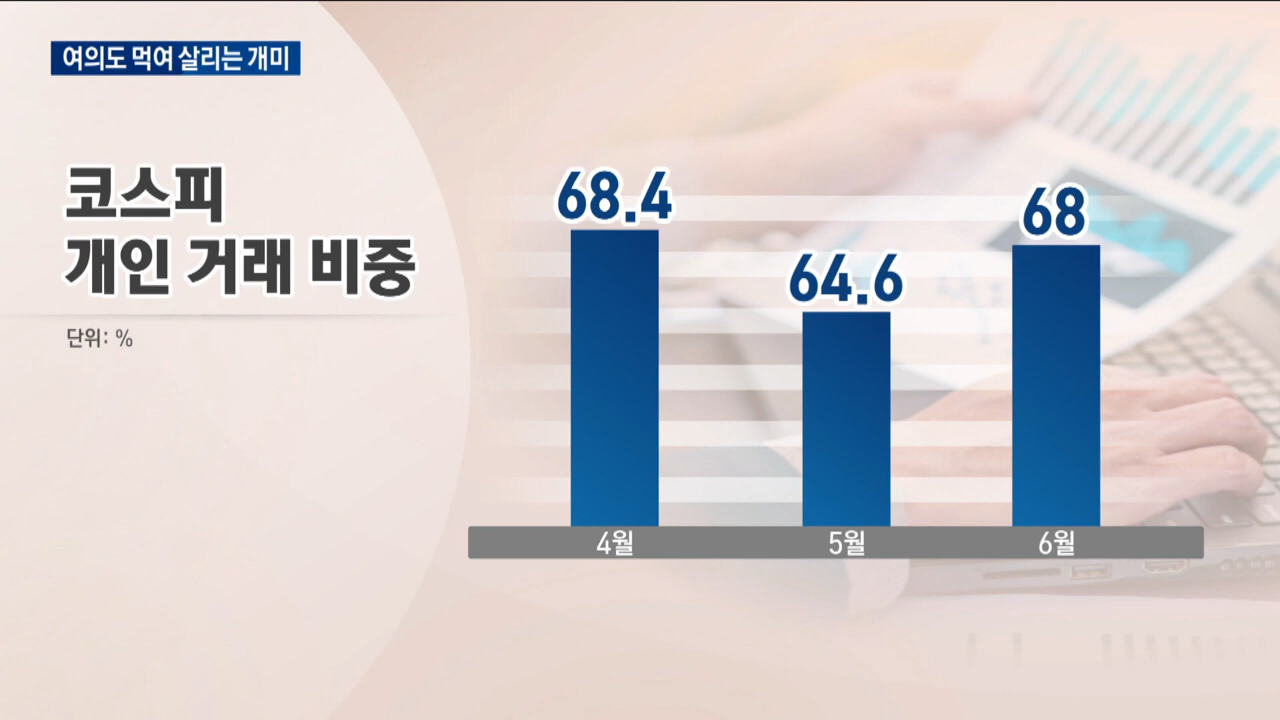 여의도 먹여 살리는 개미
코스피
개인 거래 비중
단위: %
68.4
64.6
68
4월
5월
6월